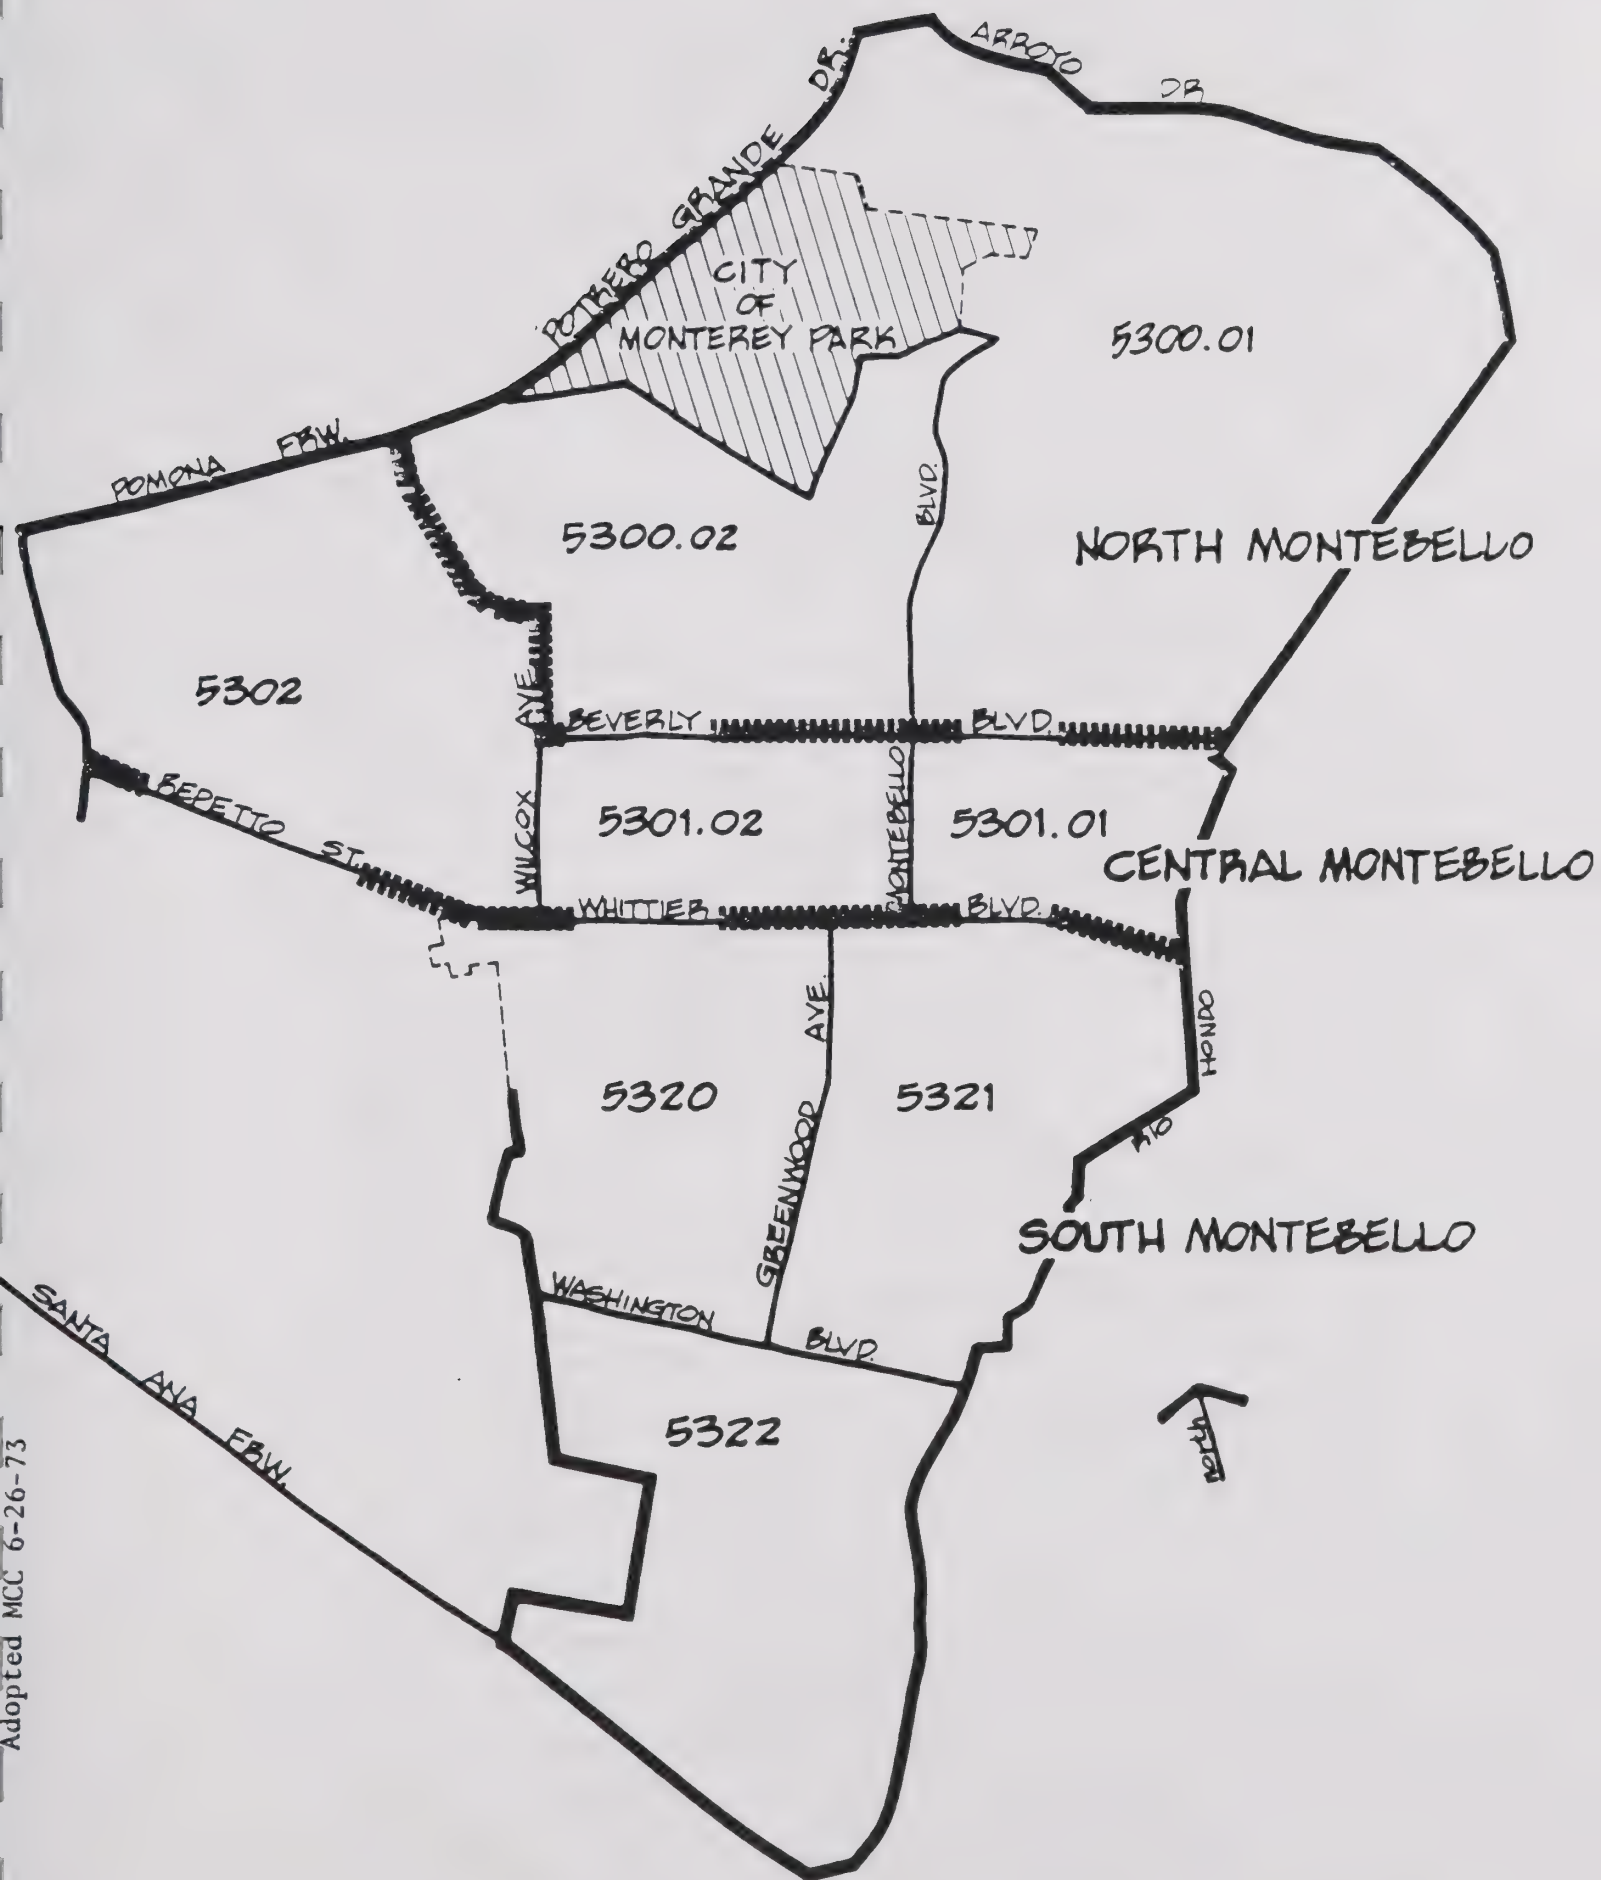 ARROYO
DR
POTRERO GRANDE DR.
CITY
OF
MONTEREY PARK
5300.01
POMONA FRW.
BLVD.
5300.02
NORTH MONTEBELLO
5302
AVE.
BEVERLY BLVD.
WILCOX
5301.02
MONTEBELLO
5301.01
CENTRAL MONTEBELLO
REPETTO ST.
WHITTIER BLVD.
AVE.
HONDO
5320
5321
GREENWOOD
RIO
SOUTH MONTEBELLO
WASHINGTON BLVD.
SANTA ANA FRW.
5322
north
Adopted MCC 6-26-73